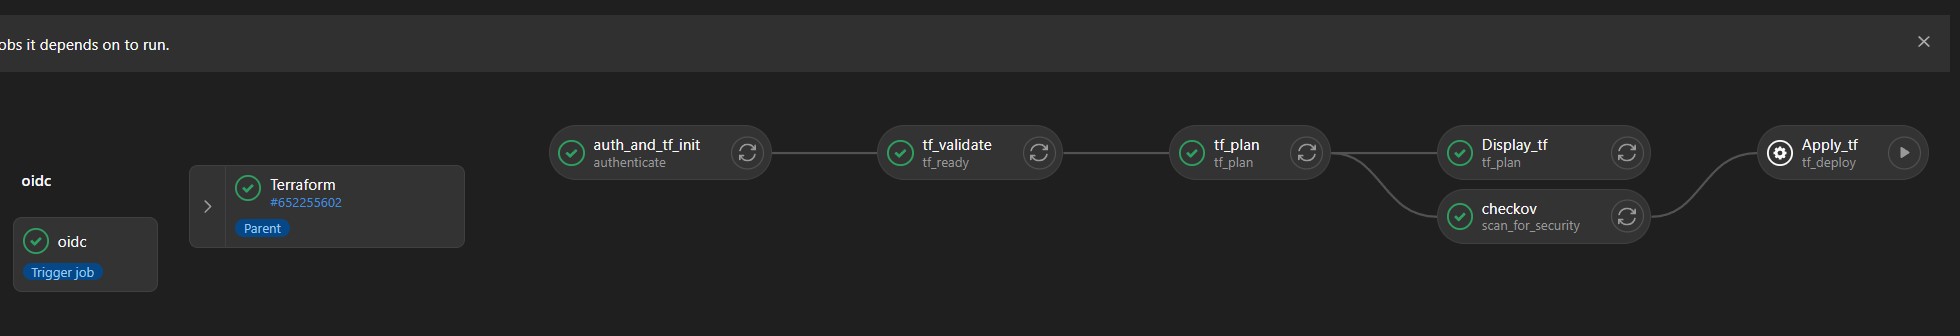 obs it depends on to run.
oidc
oidc
Trigger job
Terraform
#652255602
Parent
auth_and_tf_init
authenticate
tf_validate
tf_ready
tf_plan
tf_plan
Display_tf
tf_plan
checkov
scan_for_security
Apply_tf
tf_deploy